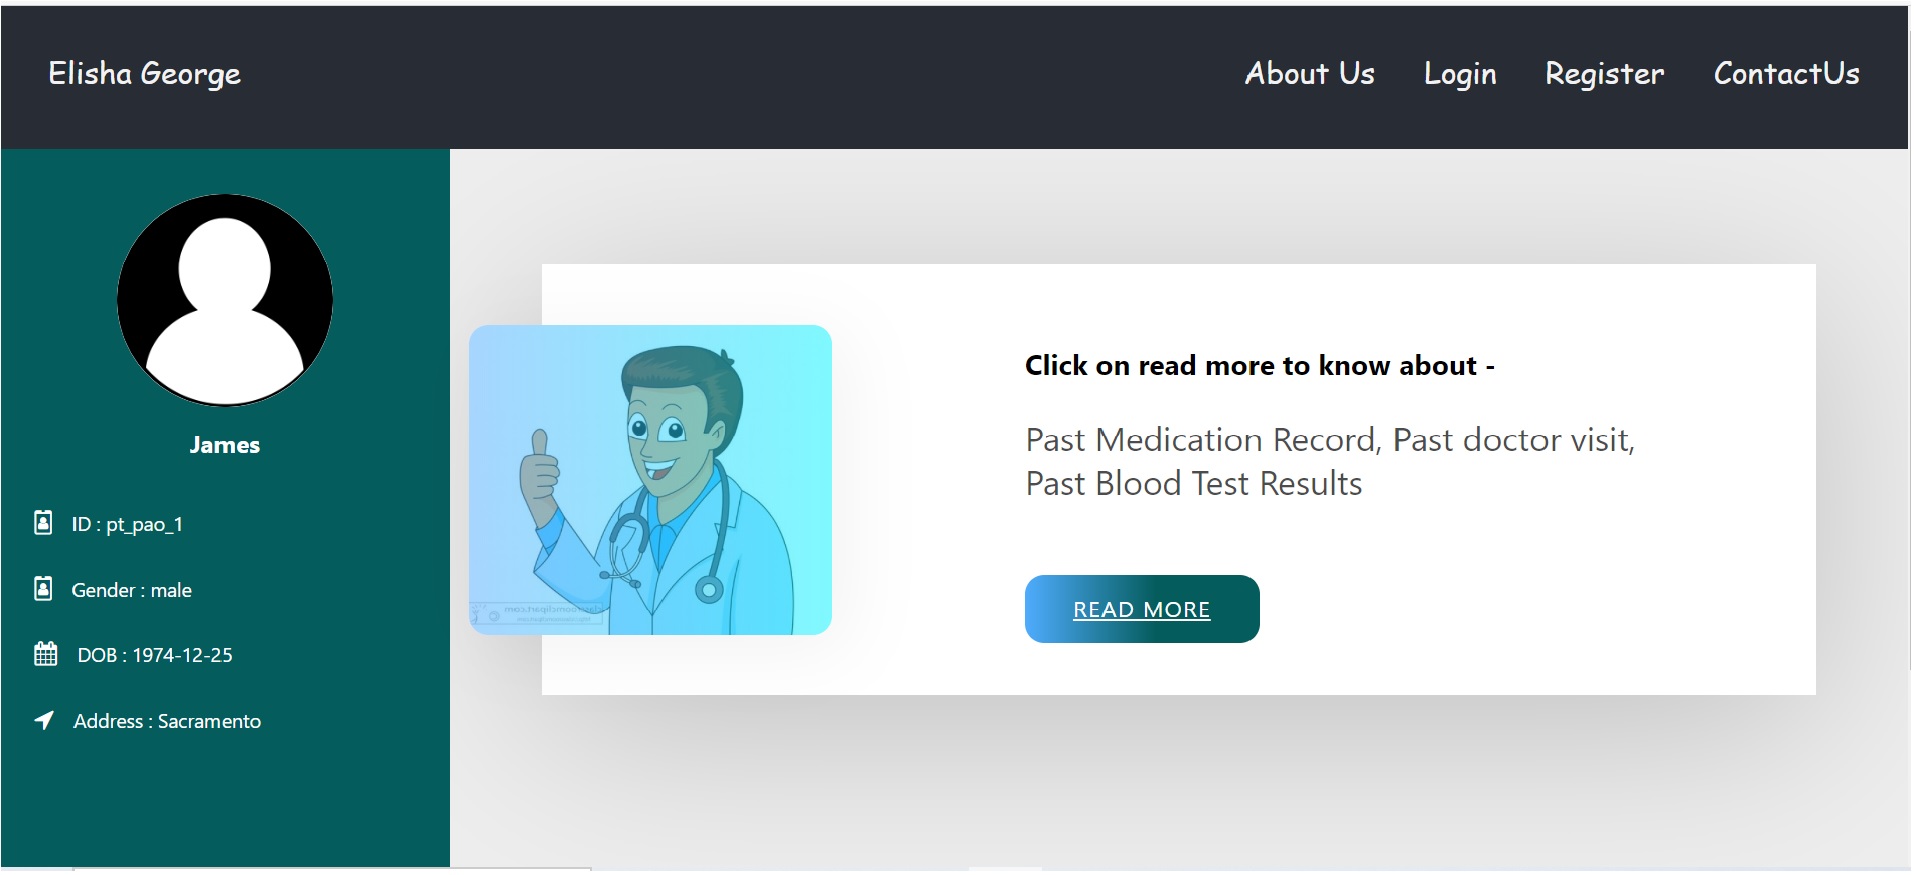 Elisha George
About Us
Login
Register
ContactUs
James
ID : pt_pao_1
Gender : male
DOB : 1974-12-25
Address : Sacramento
Click on read more to know about -
Past Medication Record, Past doctor visit,
Past Blood Test Results
READ MORE